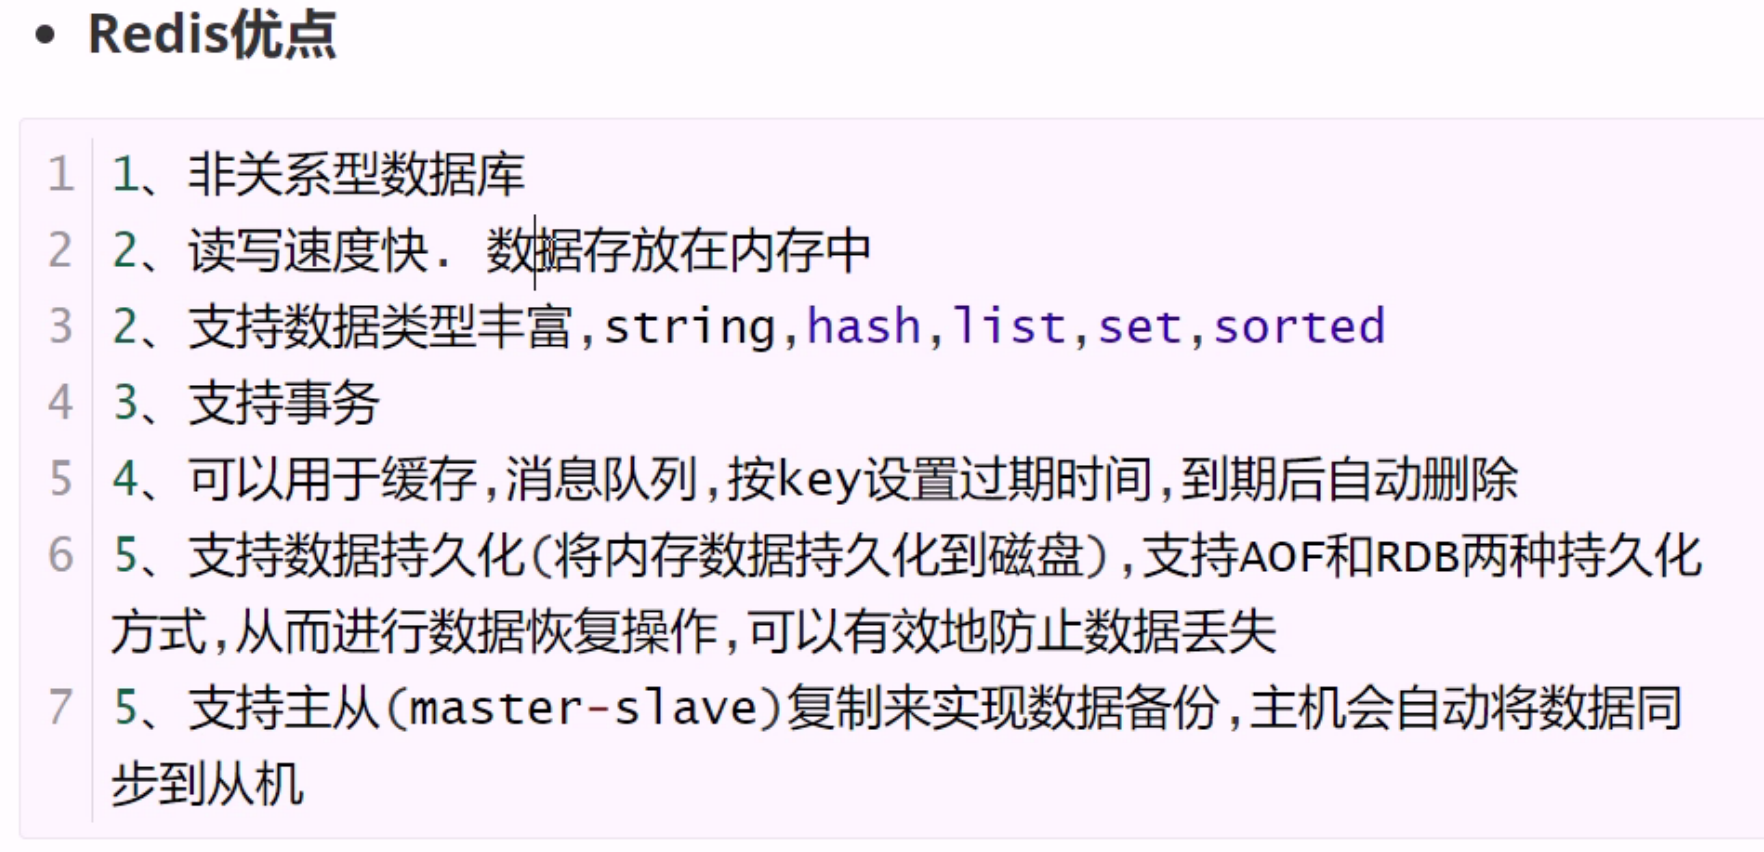 • Redis优点
1 1、非关系型数据库
2 2、读写速度快. 数据存放在内存中
3 2、支持数据类型丰富,string,hash,list,set,sorted
4 3、支持事务
5 4、可以用于缓存,消息队列,按key设置过期时间,到期后自动删除
6 5、支持数据持久化(将内存数据持久化到磁盘),支持AOF和RDB两种持久化
方式,从而进行数据恢复操作,可以有效地防止数据丢失
7 5、支持主从(master-slave)复制来实现数据备份,主机会自动将数据同
步到从机